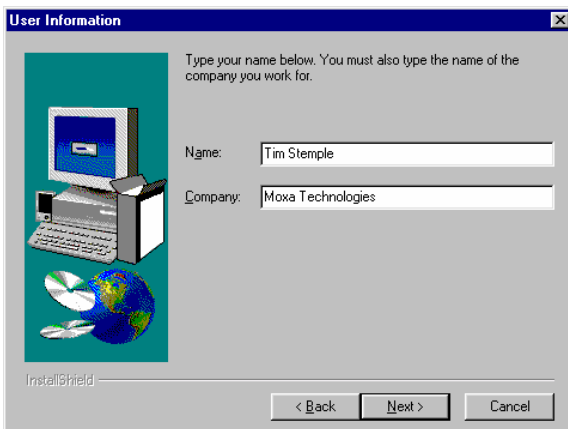 User Information
Type your name below. You must also type the name of the
company you work for.
Name: Tim Stemple
Company: Moxa Technologies
InstallShield
< Back Next > Cancel